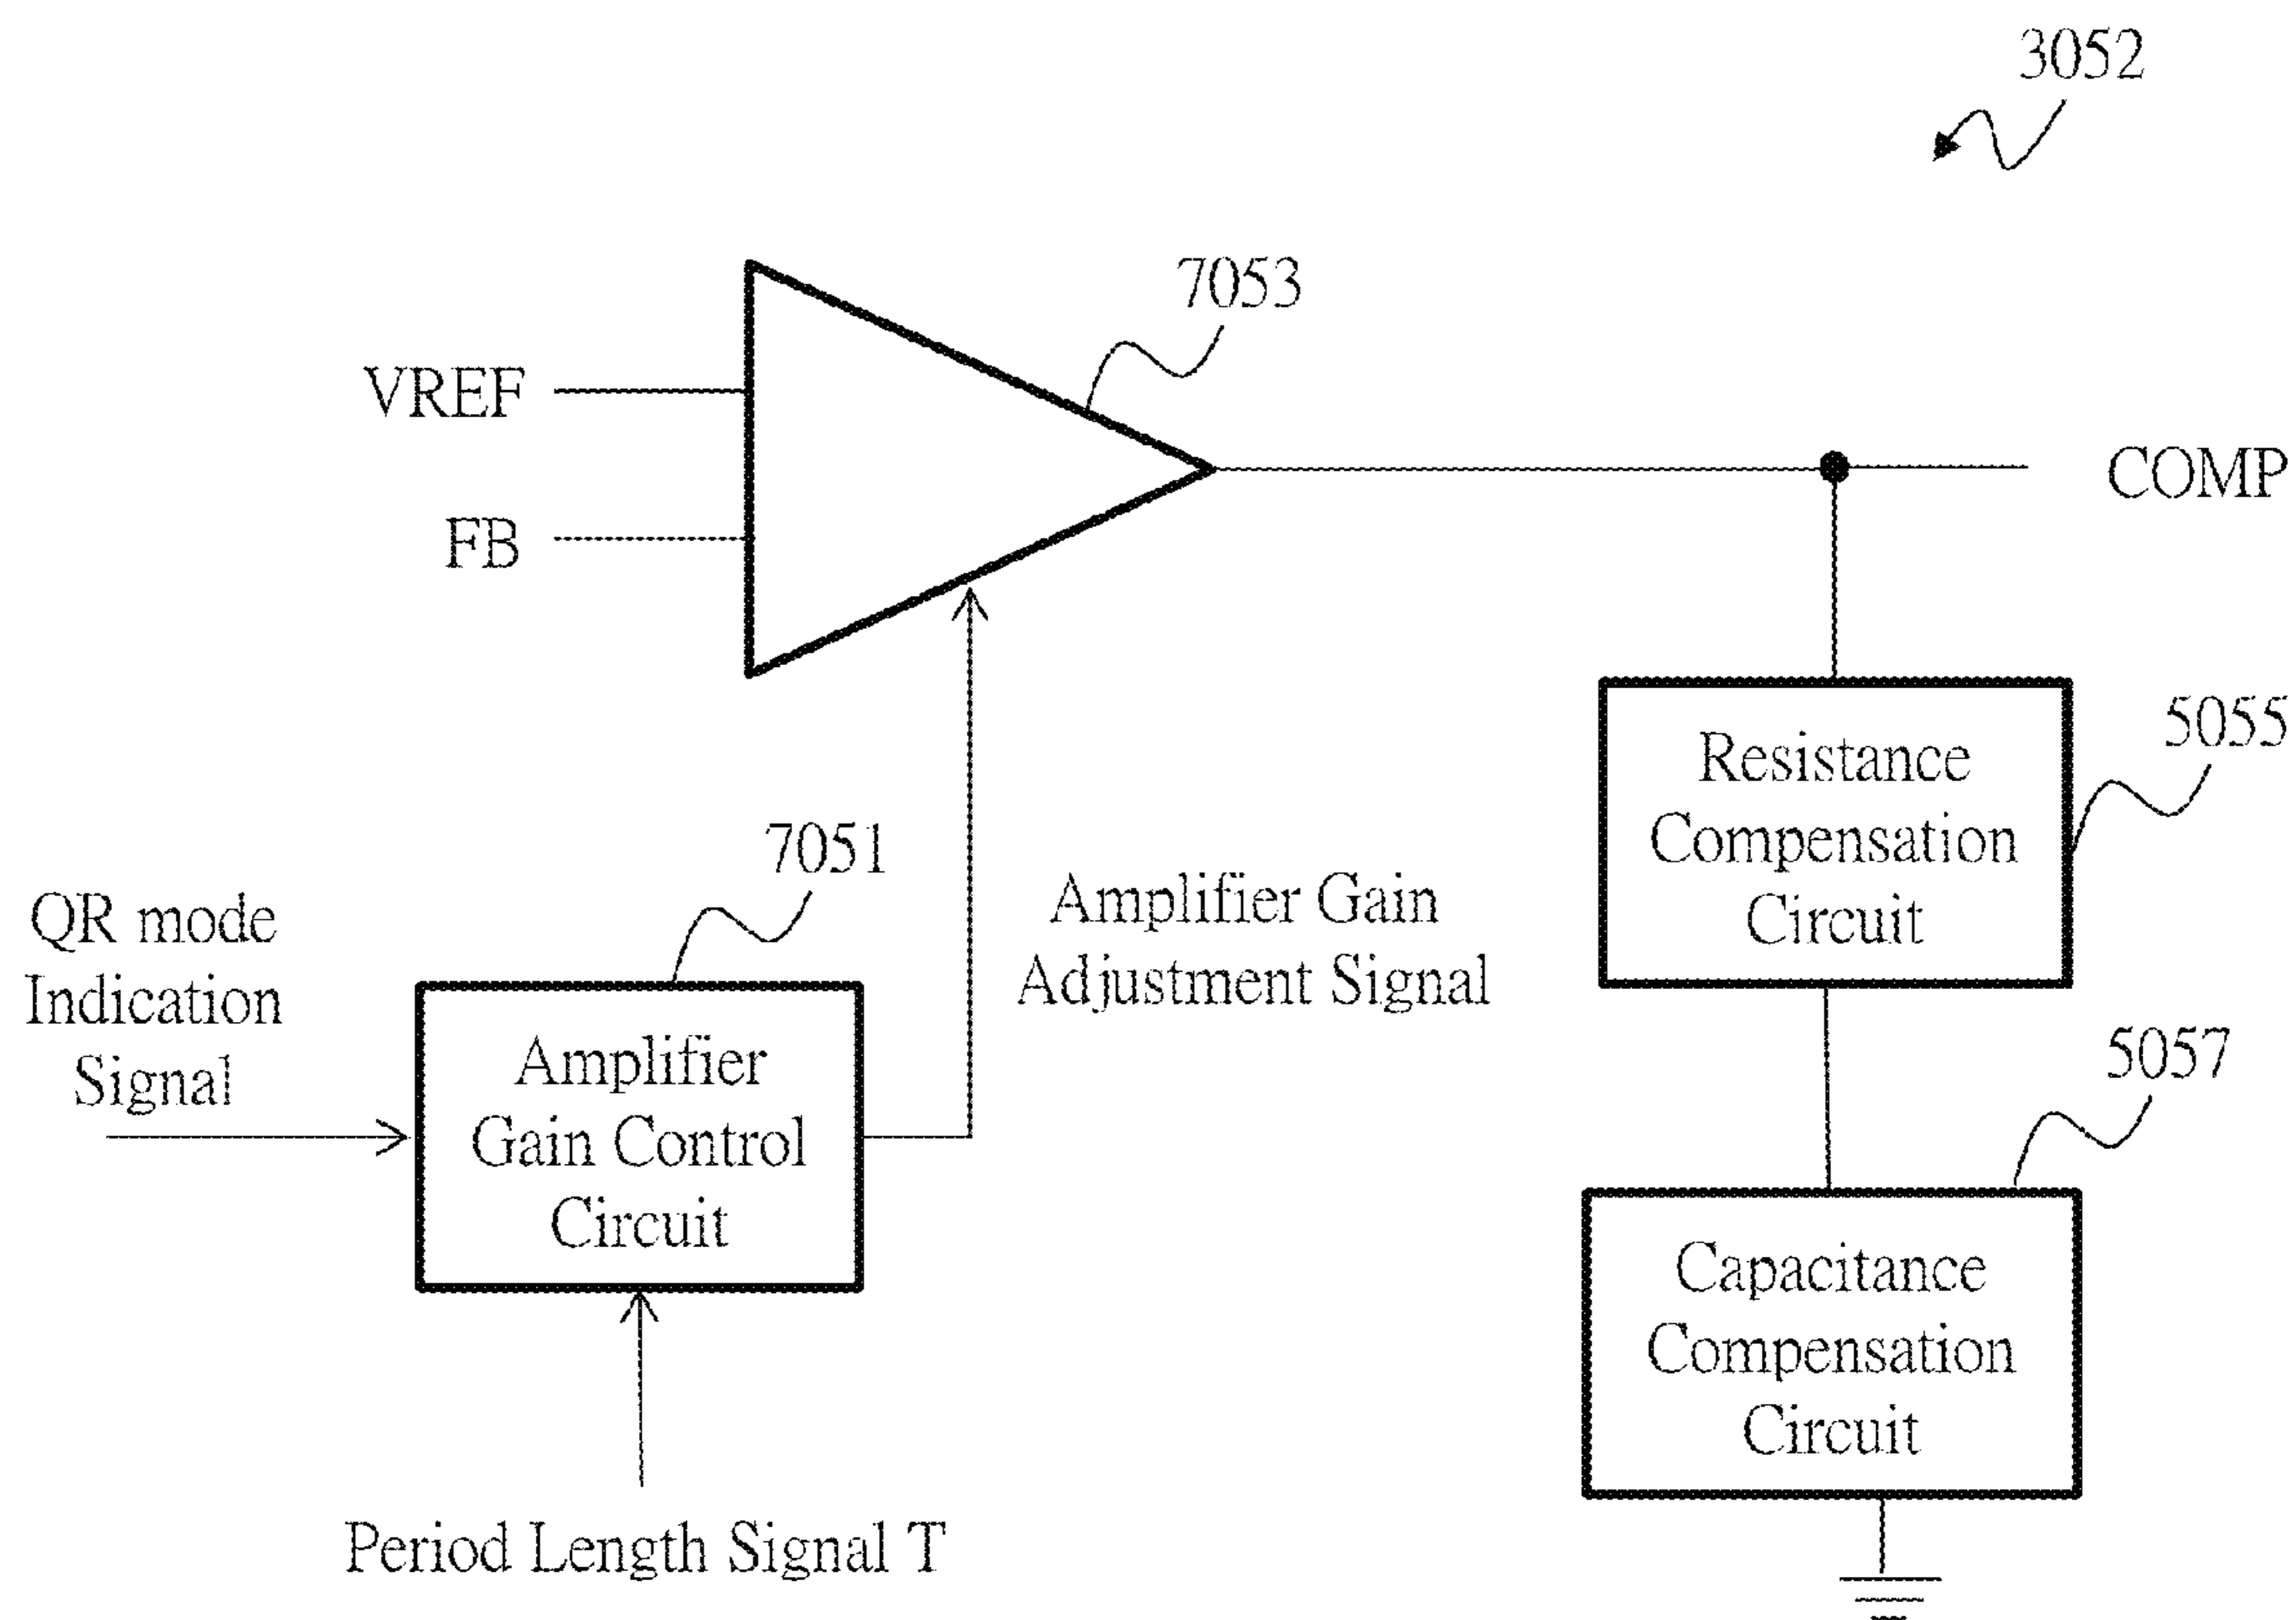 3052
7053
VREF
FB
COMP
5055
Resistance
Compensation
Circuit
7051
QR mode
Indication
Signal
Amplifier Gain
Adjustment Signal
Amplifier
Gain Control
Circuit
5057
Capacitance
Compensation
Circuit
Period Length Signal T